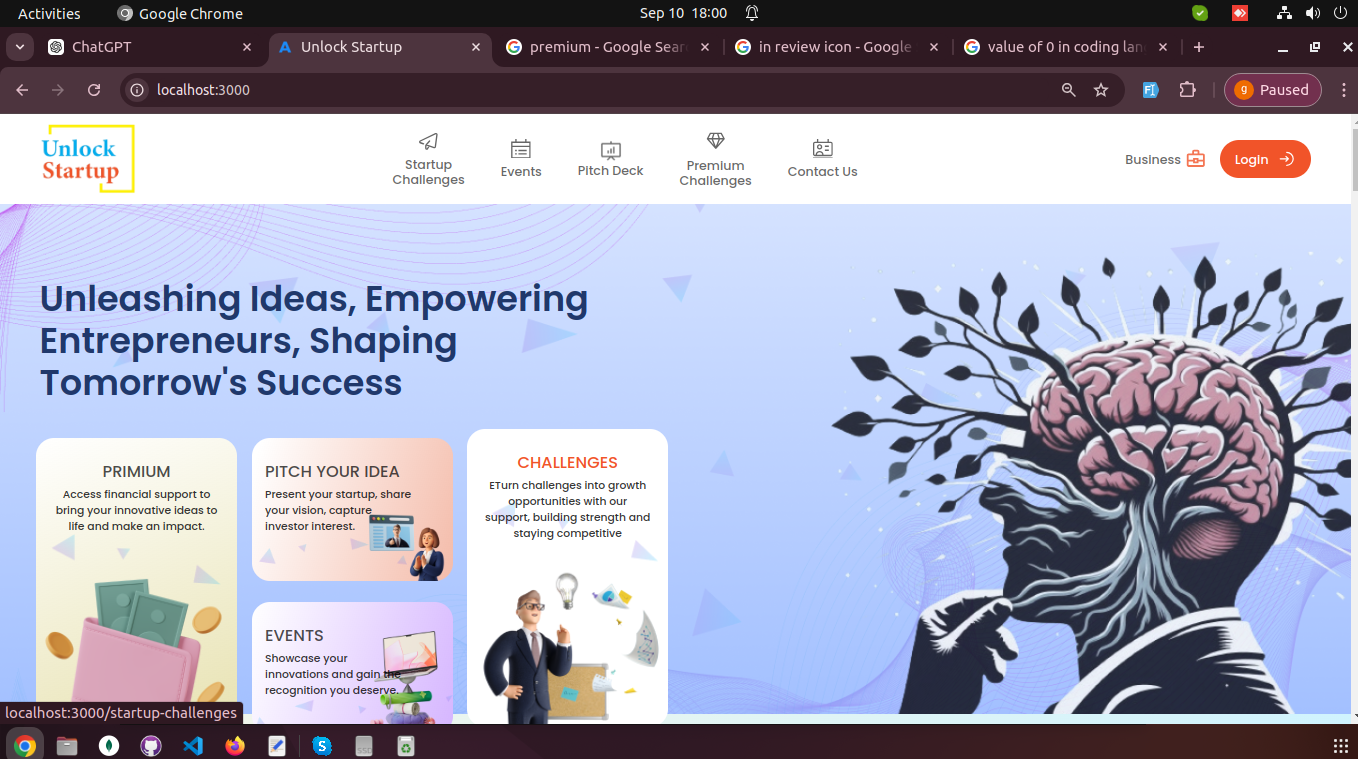 Activities
Google Chrome
Sep 10 18:00
ChatGPT
Unlock Startup
premium - Google Sear
in review icon - Google
value of 0 in coding lan
localhost:3000
g
Paused
Unlock
Startup
Startup
Challenges
Events
Pitch Deck
Premium
Challenges
Contact Us
Business
Login
Unleashing Ideas, Empowering
Entrepreneurs, Shaping
Tomorrow's Success
PRIMIUM
Access financial support to
bring your innovative ideas to
life and make an impact.
PITCH YOUR IDEA
Present your startup, share
your vision, capture
investor interest.
EVENTS
Showcase your
innovations and gain the
recognition you deserve.
CHALLENGES
ETurn challenges into growth
opportunities with our
support, building strength and
staying competitive
localhost:3000/startup-challenges
SSD